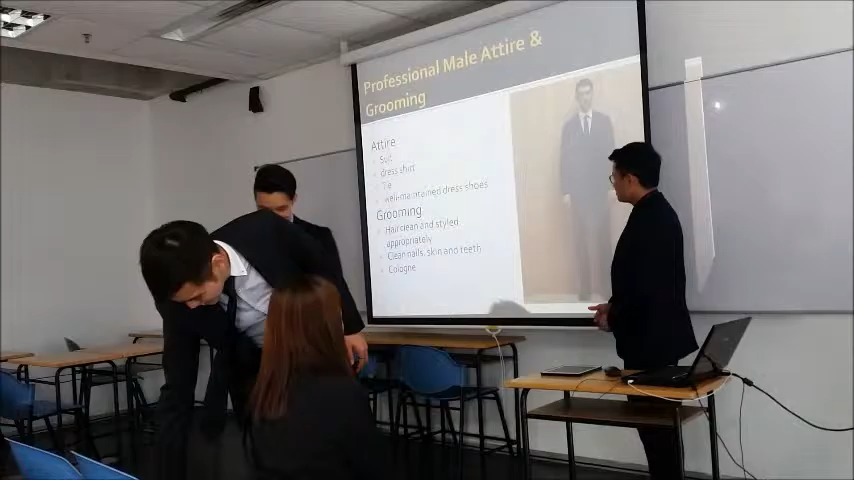 Professional Male Attire &
Grooming
Attire
Suit
dress shirt
Tie
well-maintained dress shoes
Grooming
Hair clean and styled
appropriately
Clean nails, skin and teeth
Cologne